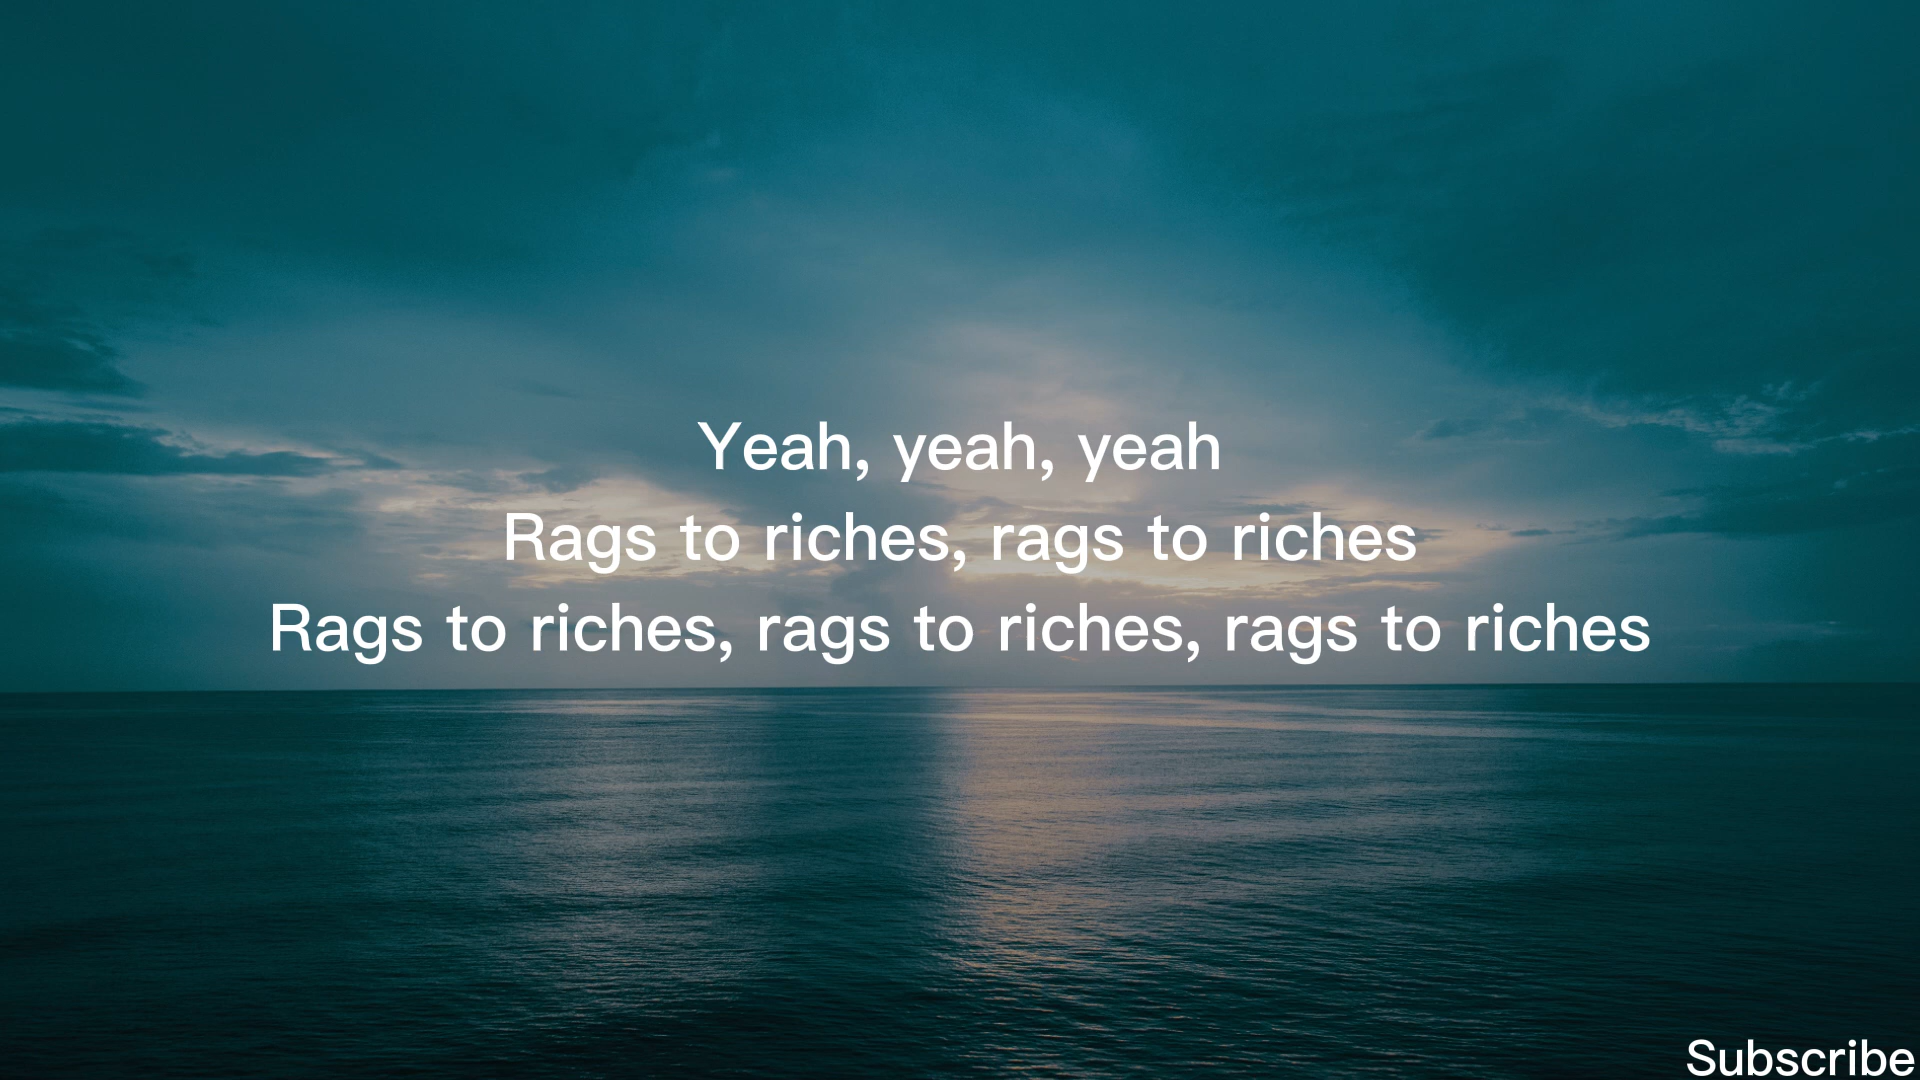 Yeah, yeah, yeah
Rags to riches, rags to riches
Rags to riches, rags to riches, rags to riches
Subscribe